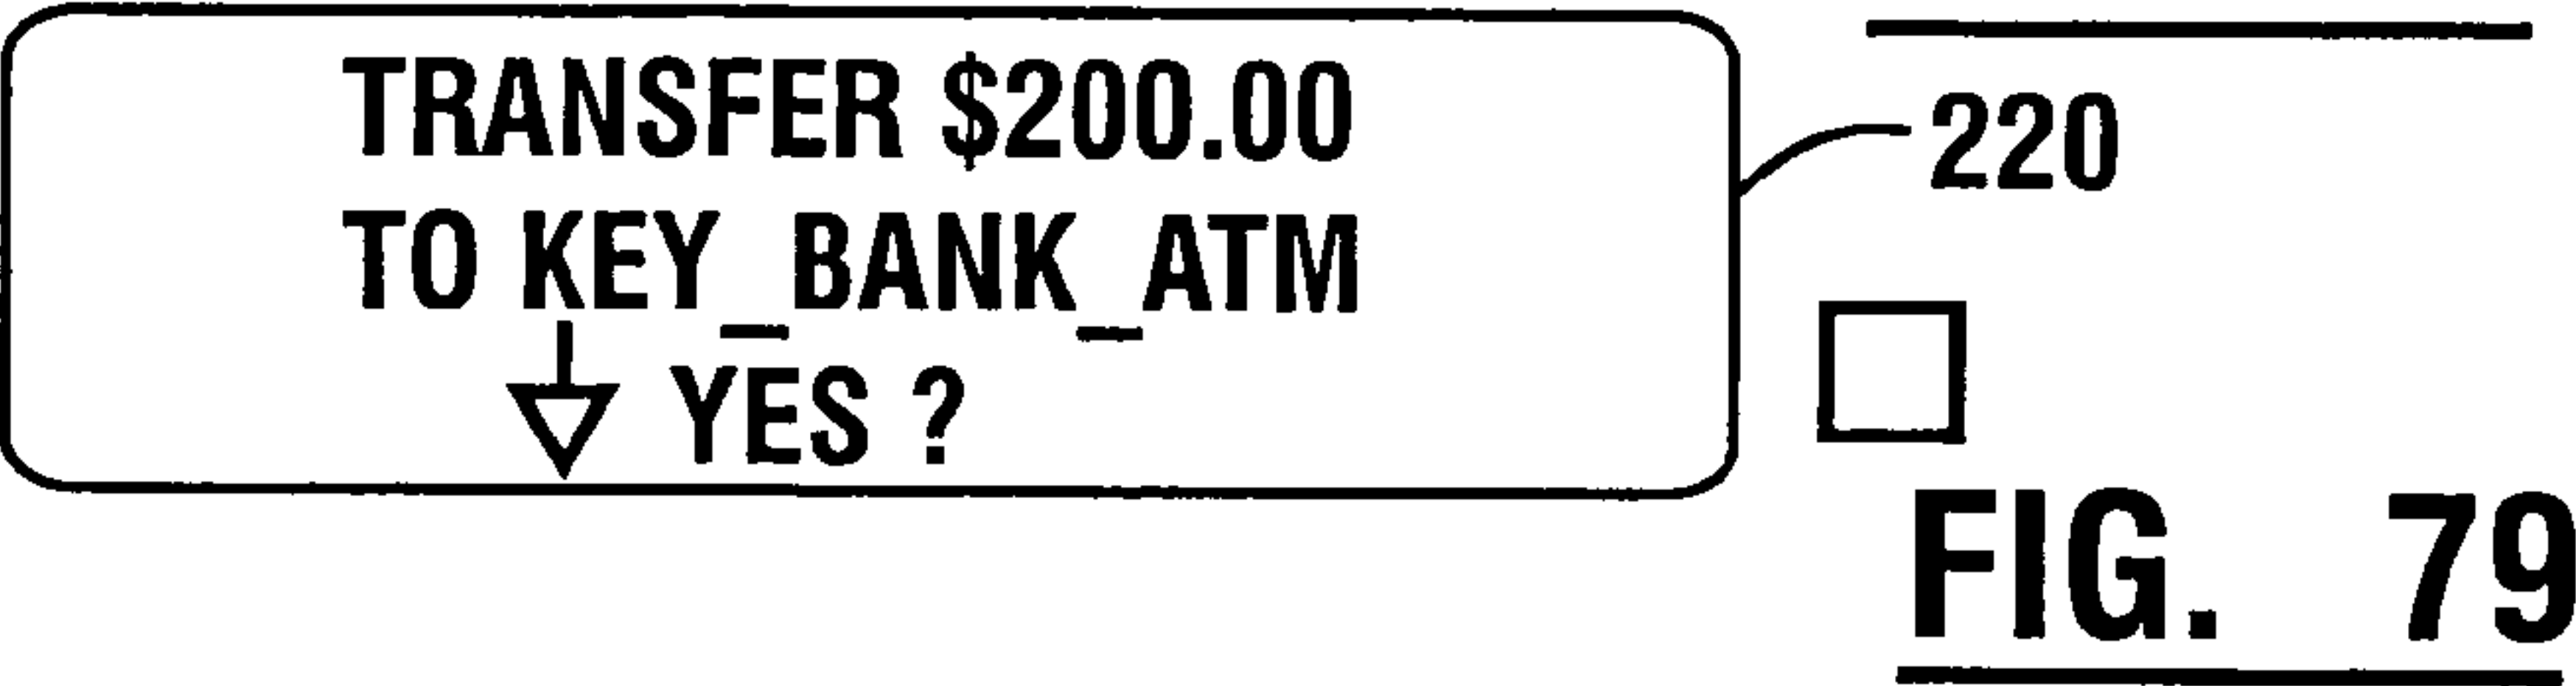 TRANSFER $200.00
TO KEY_BANK_ATM
YES ?
220
FIG. 79